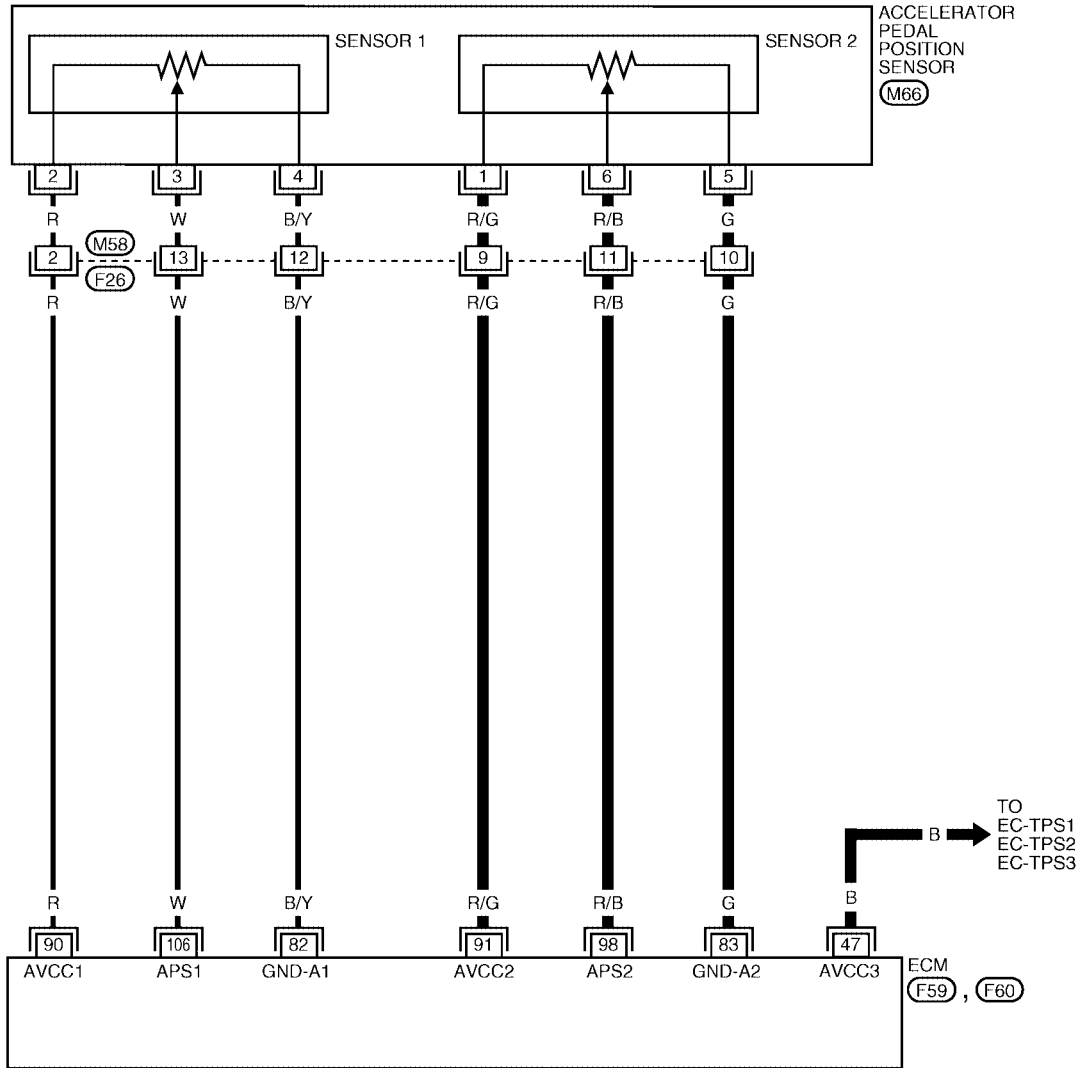 ACCELERATOR
PEDAL
POSITION
SENSOR
M66
SENSOR 1
SENSOR 2
2 3 4 1 6 5
R W B/Y R/G R/B G
M58
2 13 12 9 11 10
F26
R W B/Y R/G R/B G
TO
EC-TPS1
EC-TPS2
EC-TPS3
B
R W B/Y R/G R/B G B
90 106 82 91 98 83 47
AVCC1 APS1 GND-A1 AVCC2 APS2 GND-A2 AVCC3
ECM
F59 , F60